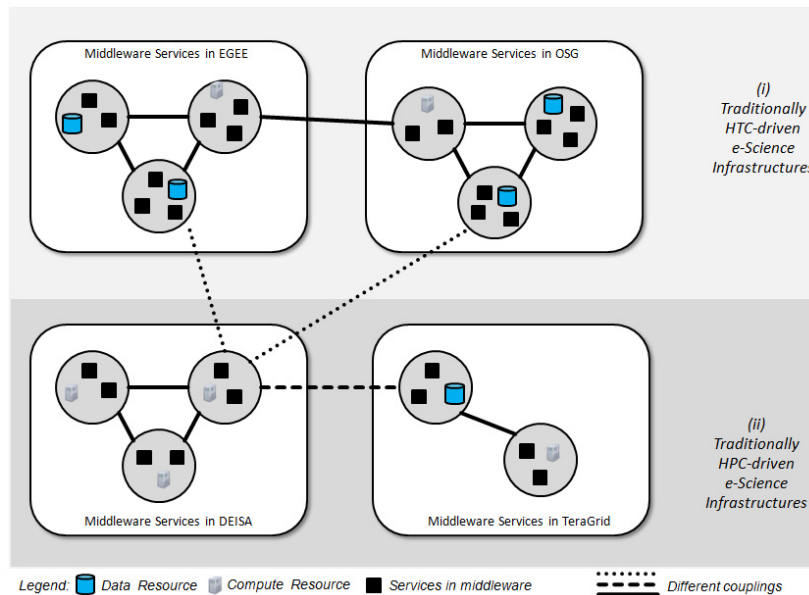 Middleware Services in EGEE
Middleware Services in OSG
(i)
Traditionally
HTC-driven
e-Science
Infrastructures
Middleware Services in DEISA
Middleware Services in TeraGrid
(ii)
Traditionally
HPC-driven
e-Science
Infrastructures
Legend: Data Resource Compute Resource Services in middleware Different couplings